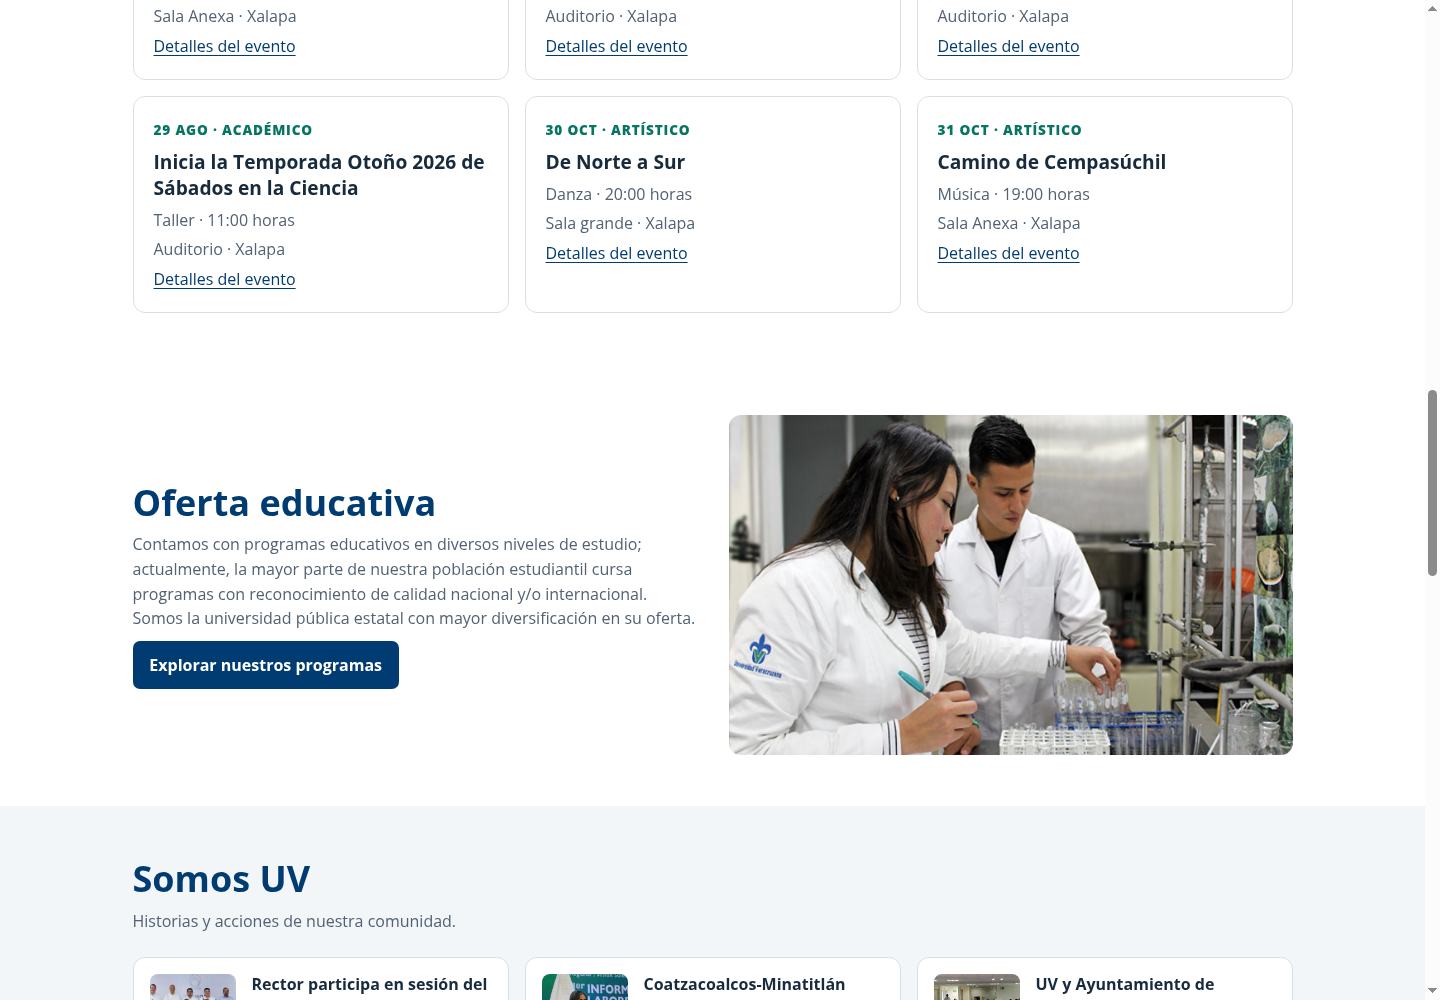 Sala Anexa · Xalapa
Detalles del evento
Auditorio · Xalapa
Detalles del evento
Auditorio · Xalapa
Detalles del evento
29 AGO · ACADÉMICO
Inicia la Temporada Otoño 2026 de
Sábados en la Ciencia
Taller · 11:00 horas
Auditorio · Xalapa
Detalles del evento
30 OCT · ARTÍSTICO
De Norte a Sur
Danza · 20:00 horas
Sala grande · Xalapa
Detalles del evento
31 OCT · ARTÍSTICO
Camino de Cempasúchil
Música · 19:00 horas
Sala Anexa · Xalapa
Detalles del evento
Oferta educativa
Contamos con programas educativos en diversos niveles de estudio;
actualmente, la mayor parte de nuestra población estudiantil cursa
programas con reconocimiento de calidad nacional y/o internacional.
Somos la universidad pública estatal con mayor diversificación en su oferta.
Explorar nuestros programas
Universidad Veracruzana
Somos UV
Historias y acciones de nuestra comunidad.
Rector participa en sesión del
Coatzacoalcos-Minatitlán
UV y Ayuntamiento de